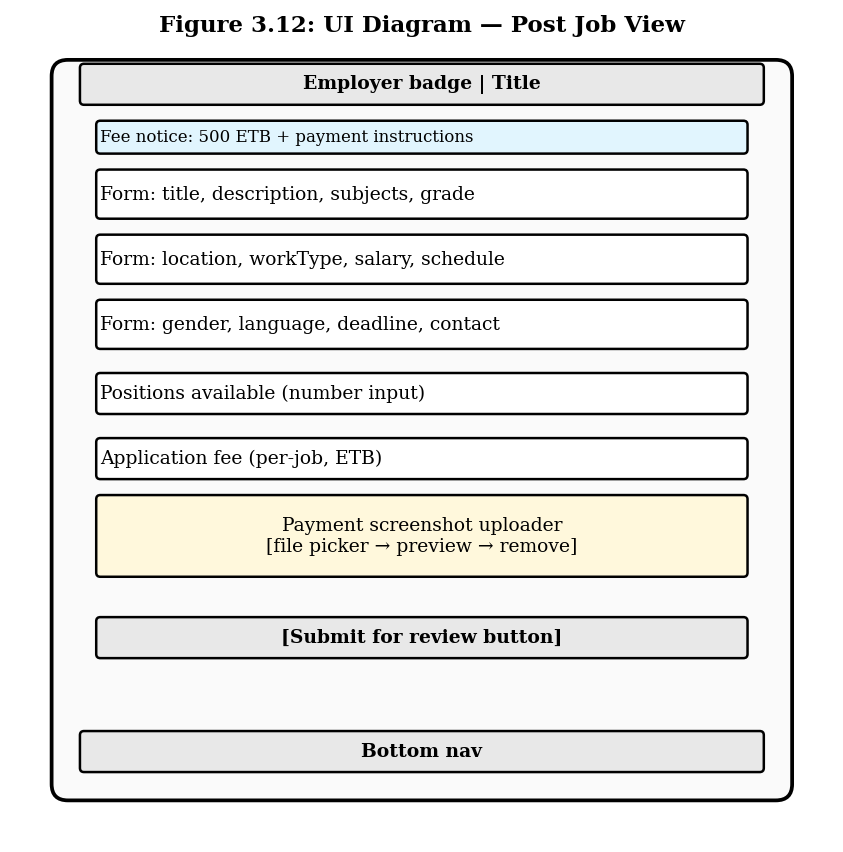 Figure 3.12: UI Diagram — Post Job View
Employer badge | Title
Fee notice: 500 ETB + payment instructions
Form: title, description, subjects, grade
Form: location, workType, salary, schedule
Form: gender, language, deadline, contact
Positions available (number input)
Application fee (per-job, ETB)
Payment screenshot uploader
[file picker → preview → remove]
[Submit for review button]
Bottom nav